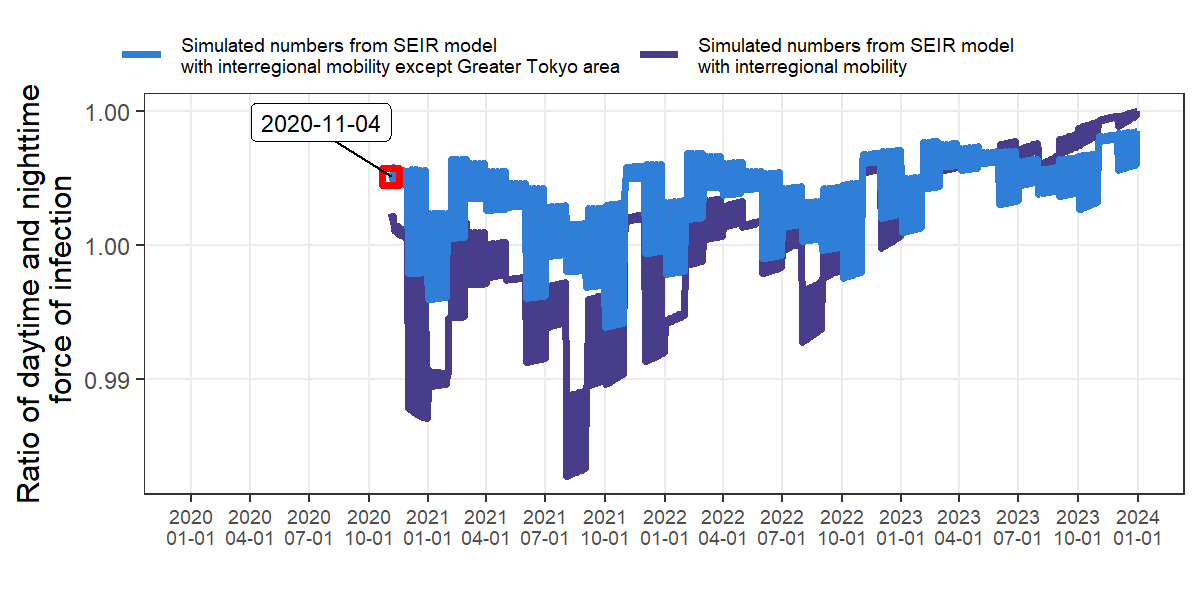 Simulated numbers from SEIR model
with interregional mobility except Greater Tokyo area
Simulated numbers from SEIR model
with interregional mobility
Ratio of daytime and nighttime
force of infection
1.00
1.00
0.99
2020-11-04
2020 2020 2020 2020 2021 2021 2021 2021 2022 2022 2022 2022 2023 2023 2023 2023 2024
01-01 04-01 07-01 10-01 01-01 04-01 07-01 10-01 01-01 04-01 07-01 10-01 01-01 04-01 07-01 10-01 01-01